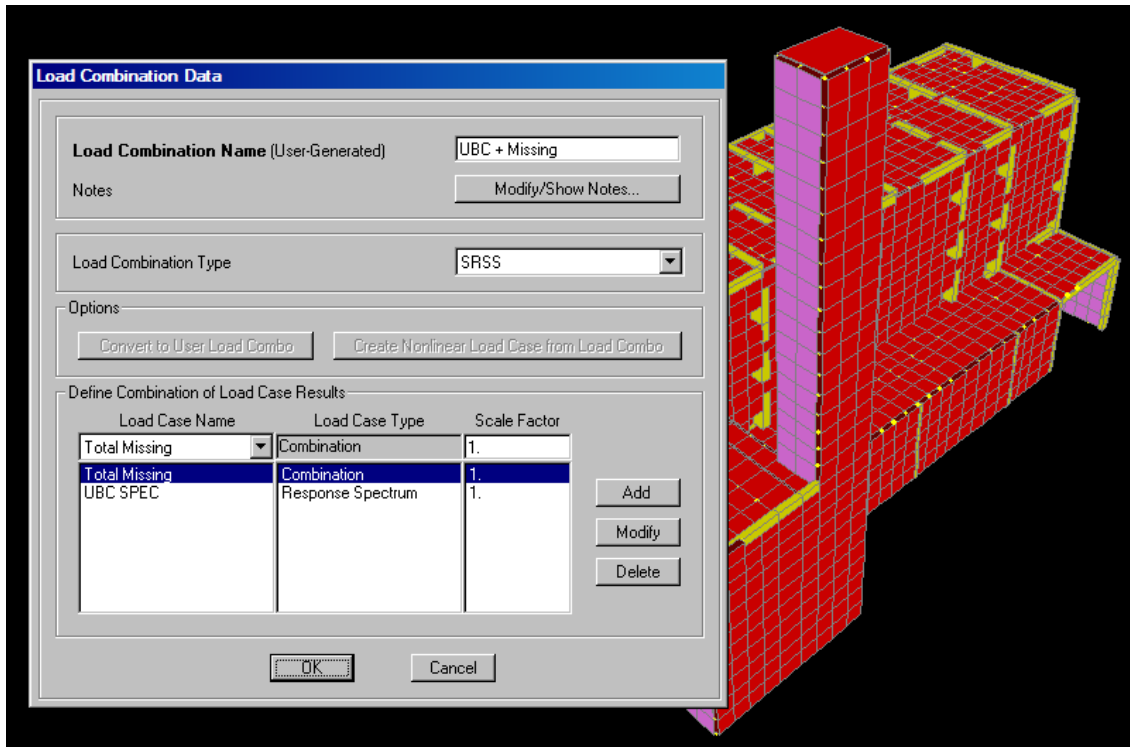 Load Combination Data
Load Combination Name (User-Generated) UBC + Missing
Notes Modify/Show Notes...
Load Combination Type SRSS
Options
Convert to User Load Combo Create Nonlinear Load Case from Load Combo
Define Combination of Load Case Results
Load Case Name Load Case Type Scale Factor
Total Missing Combination 1.
Total Missing Combination 1.
UBC SPEC Response Spectrum 1.
Add
Modify
Delete
OK Cancel